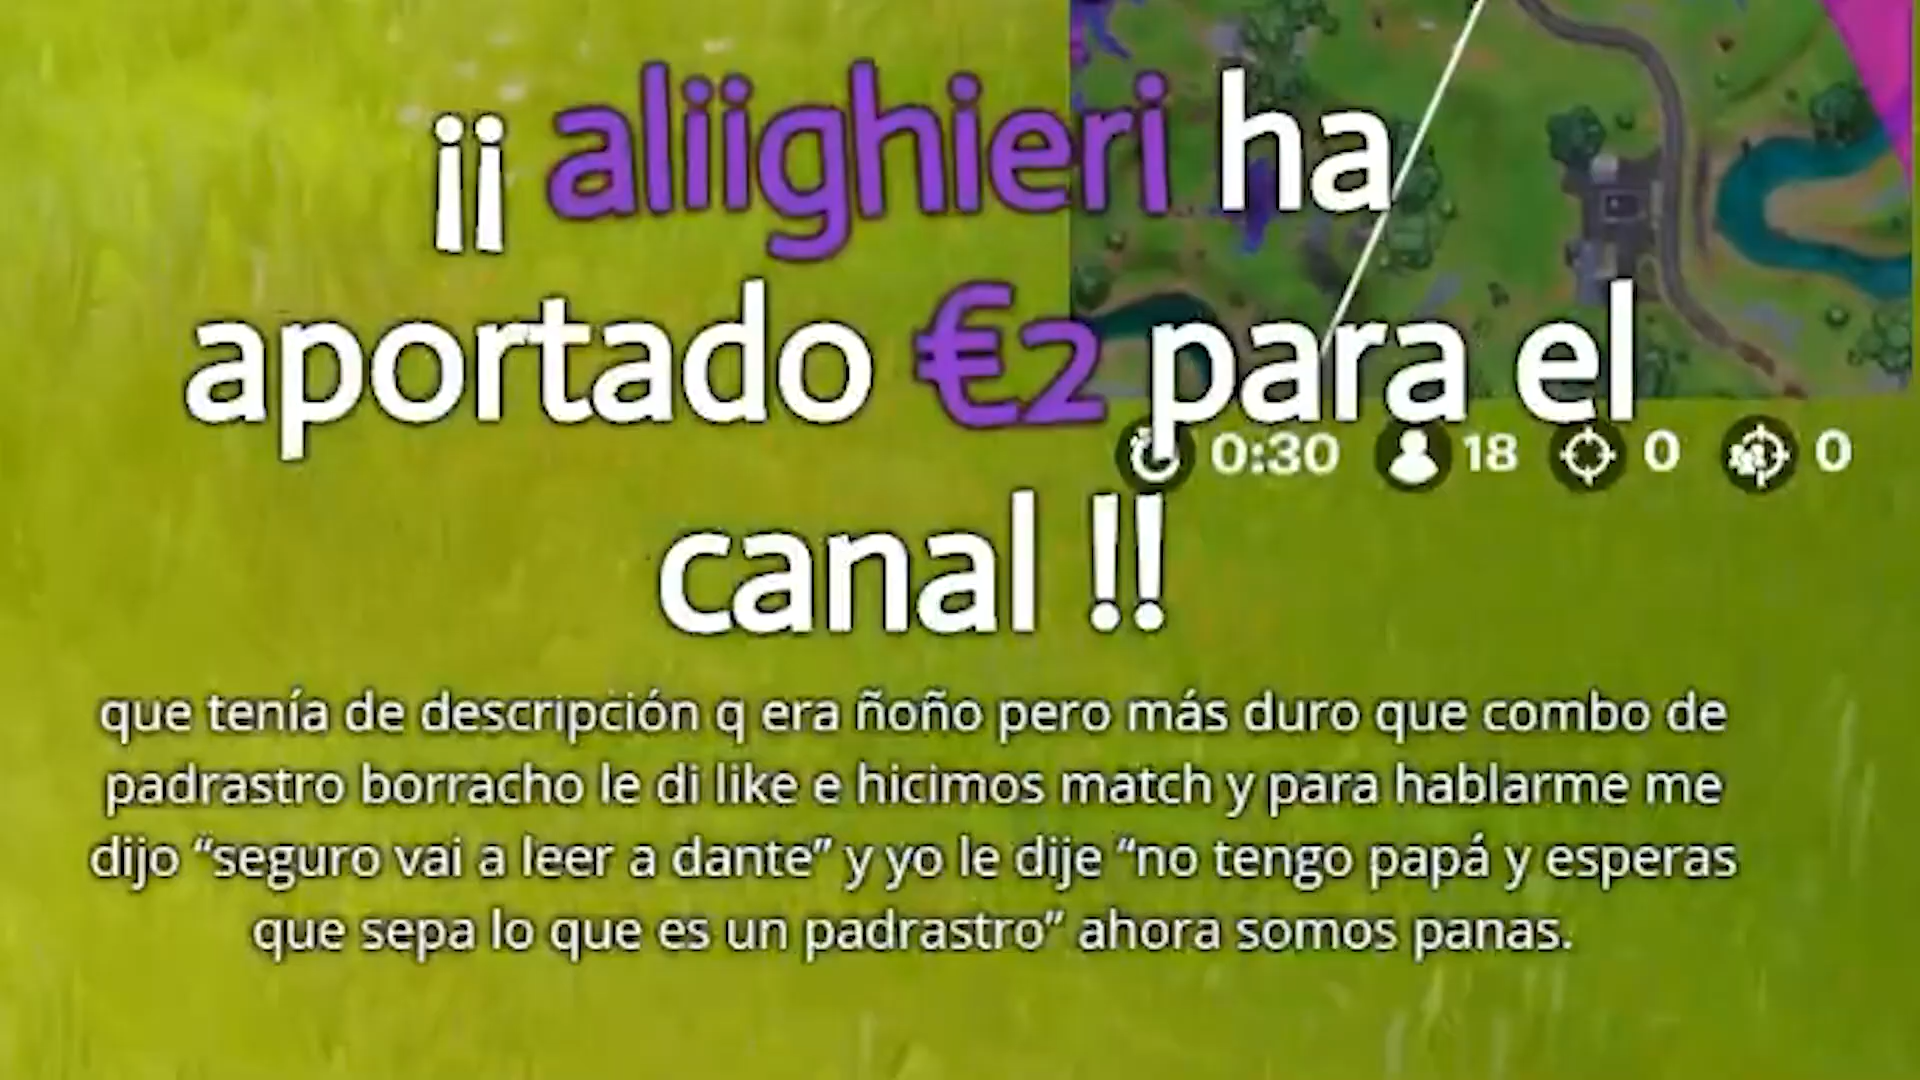 ¡¡ aliighieri ha
aportado €2 para el
0:30 18 0 0
canal !!
que tenía de descripción q era ñoño pero más duro que combo de
padrastro borracho le di like e hicimos match y para hablarme me
dijo “seguro vai a leer a dante” y yo le dije “no tengo papá y esperas
que sepa lo que es un padrastro” ahora somos panas.